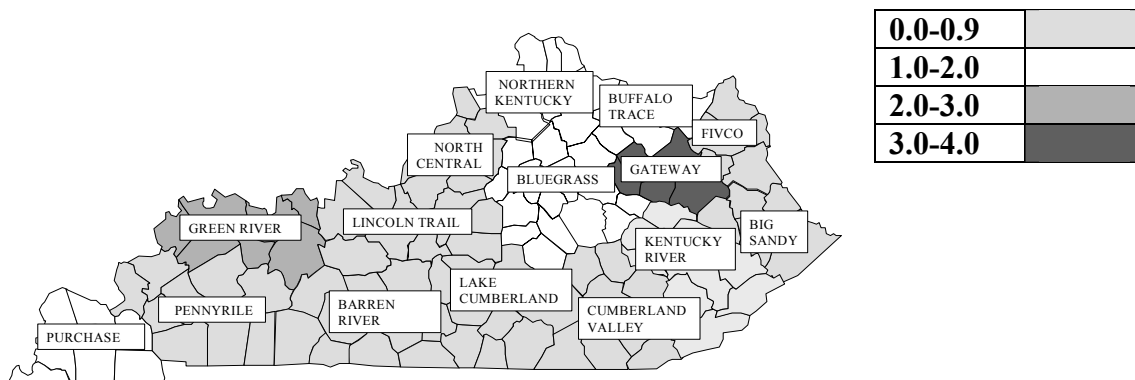 0.0-0.9
1.0-2.0
2.0-3.0
3.0-4.0
NORTHERN
KENTUCKY
BUFFALO
TRACE
FIVCO
NORTH
CENTRAL
GATEWAY
BLUEGRASS
GREEN RIVER
LINCOLN TRAIL
BIG
SANDY
KENTUCKY
RIVER
LAKE
CUMBERLAND
PENNYRILE
BARREN
RIVER
CUMBERLAND
VALLEY
PURCHASE